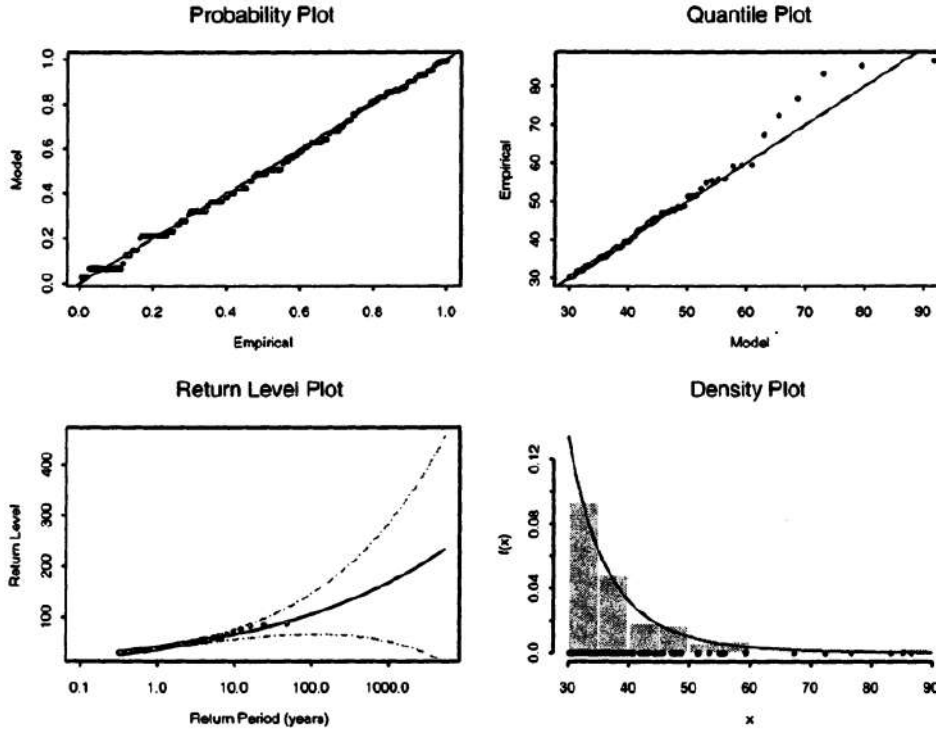 Probability Plot
Model
0.0 0.2 0.4 0.6 0.8 1.0
0.0 0.2 0.4 0.6 0.8 1.0
Empirical
Quantile Plot
Empirical
30 40 50 60 70 80
30 40 50 60 70 80 90
Model
Return Level Plot
Return Level
100 200 300 400
0.1 1.0 10.0 100.0 1000.0
Return Period (years)
Density Plot
f(x)
0.0 0.04 0.08 0.12
30 40 50 60 70 80 90
x